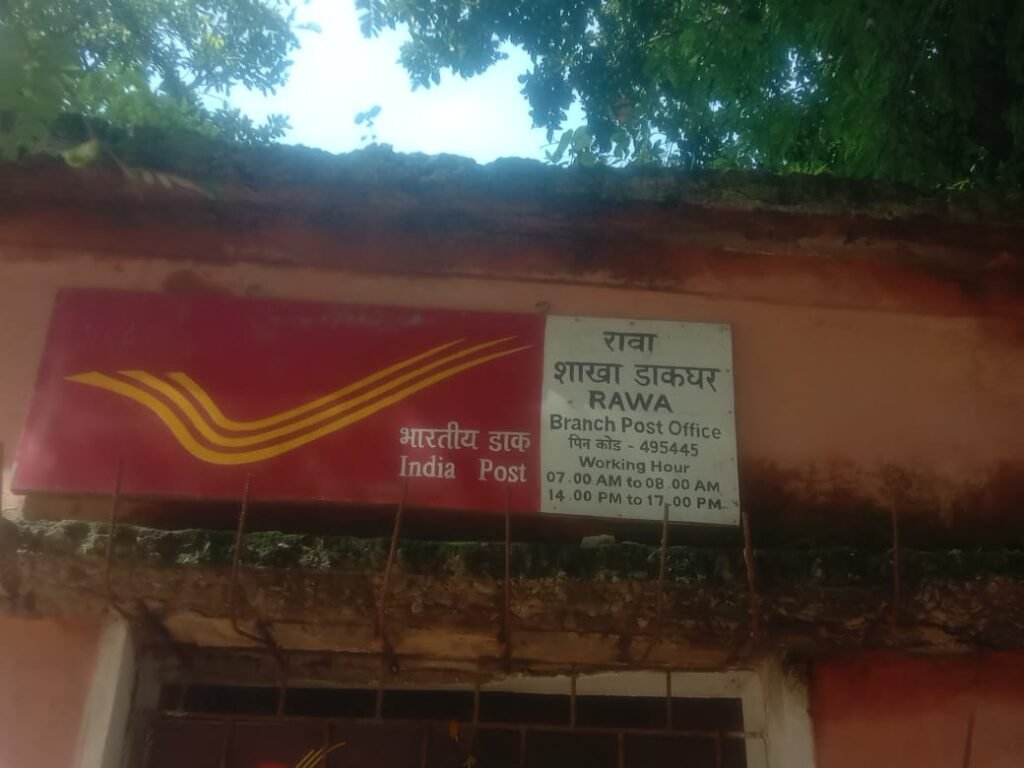 भारतीय डाक
India Post
रावा
शाखा डाकघर
RAWA
Branch Post Office
पिन कोड - 495445
Working Hour
07.00 AM to 08.00 AM
14.00 PM to 17.00 PM